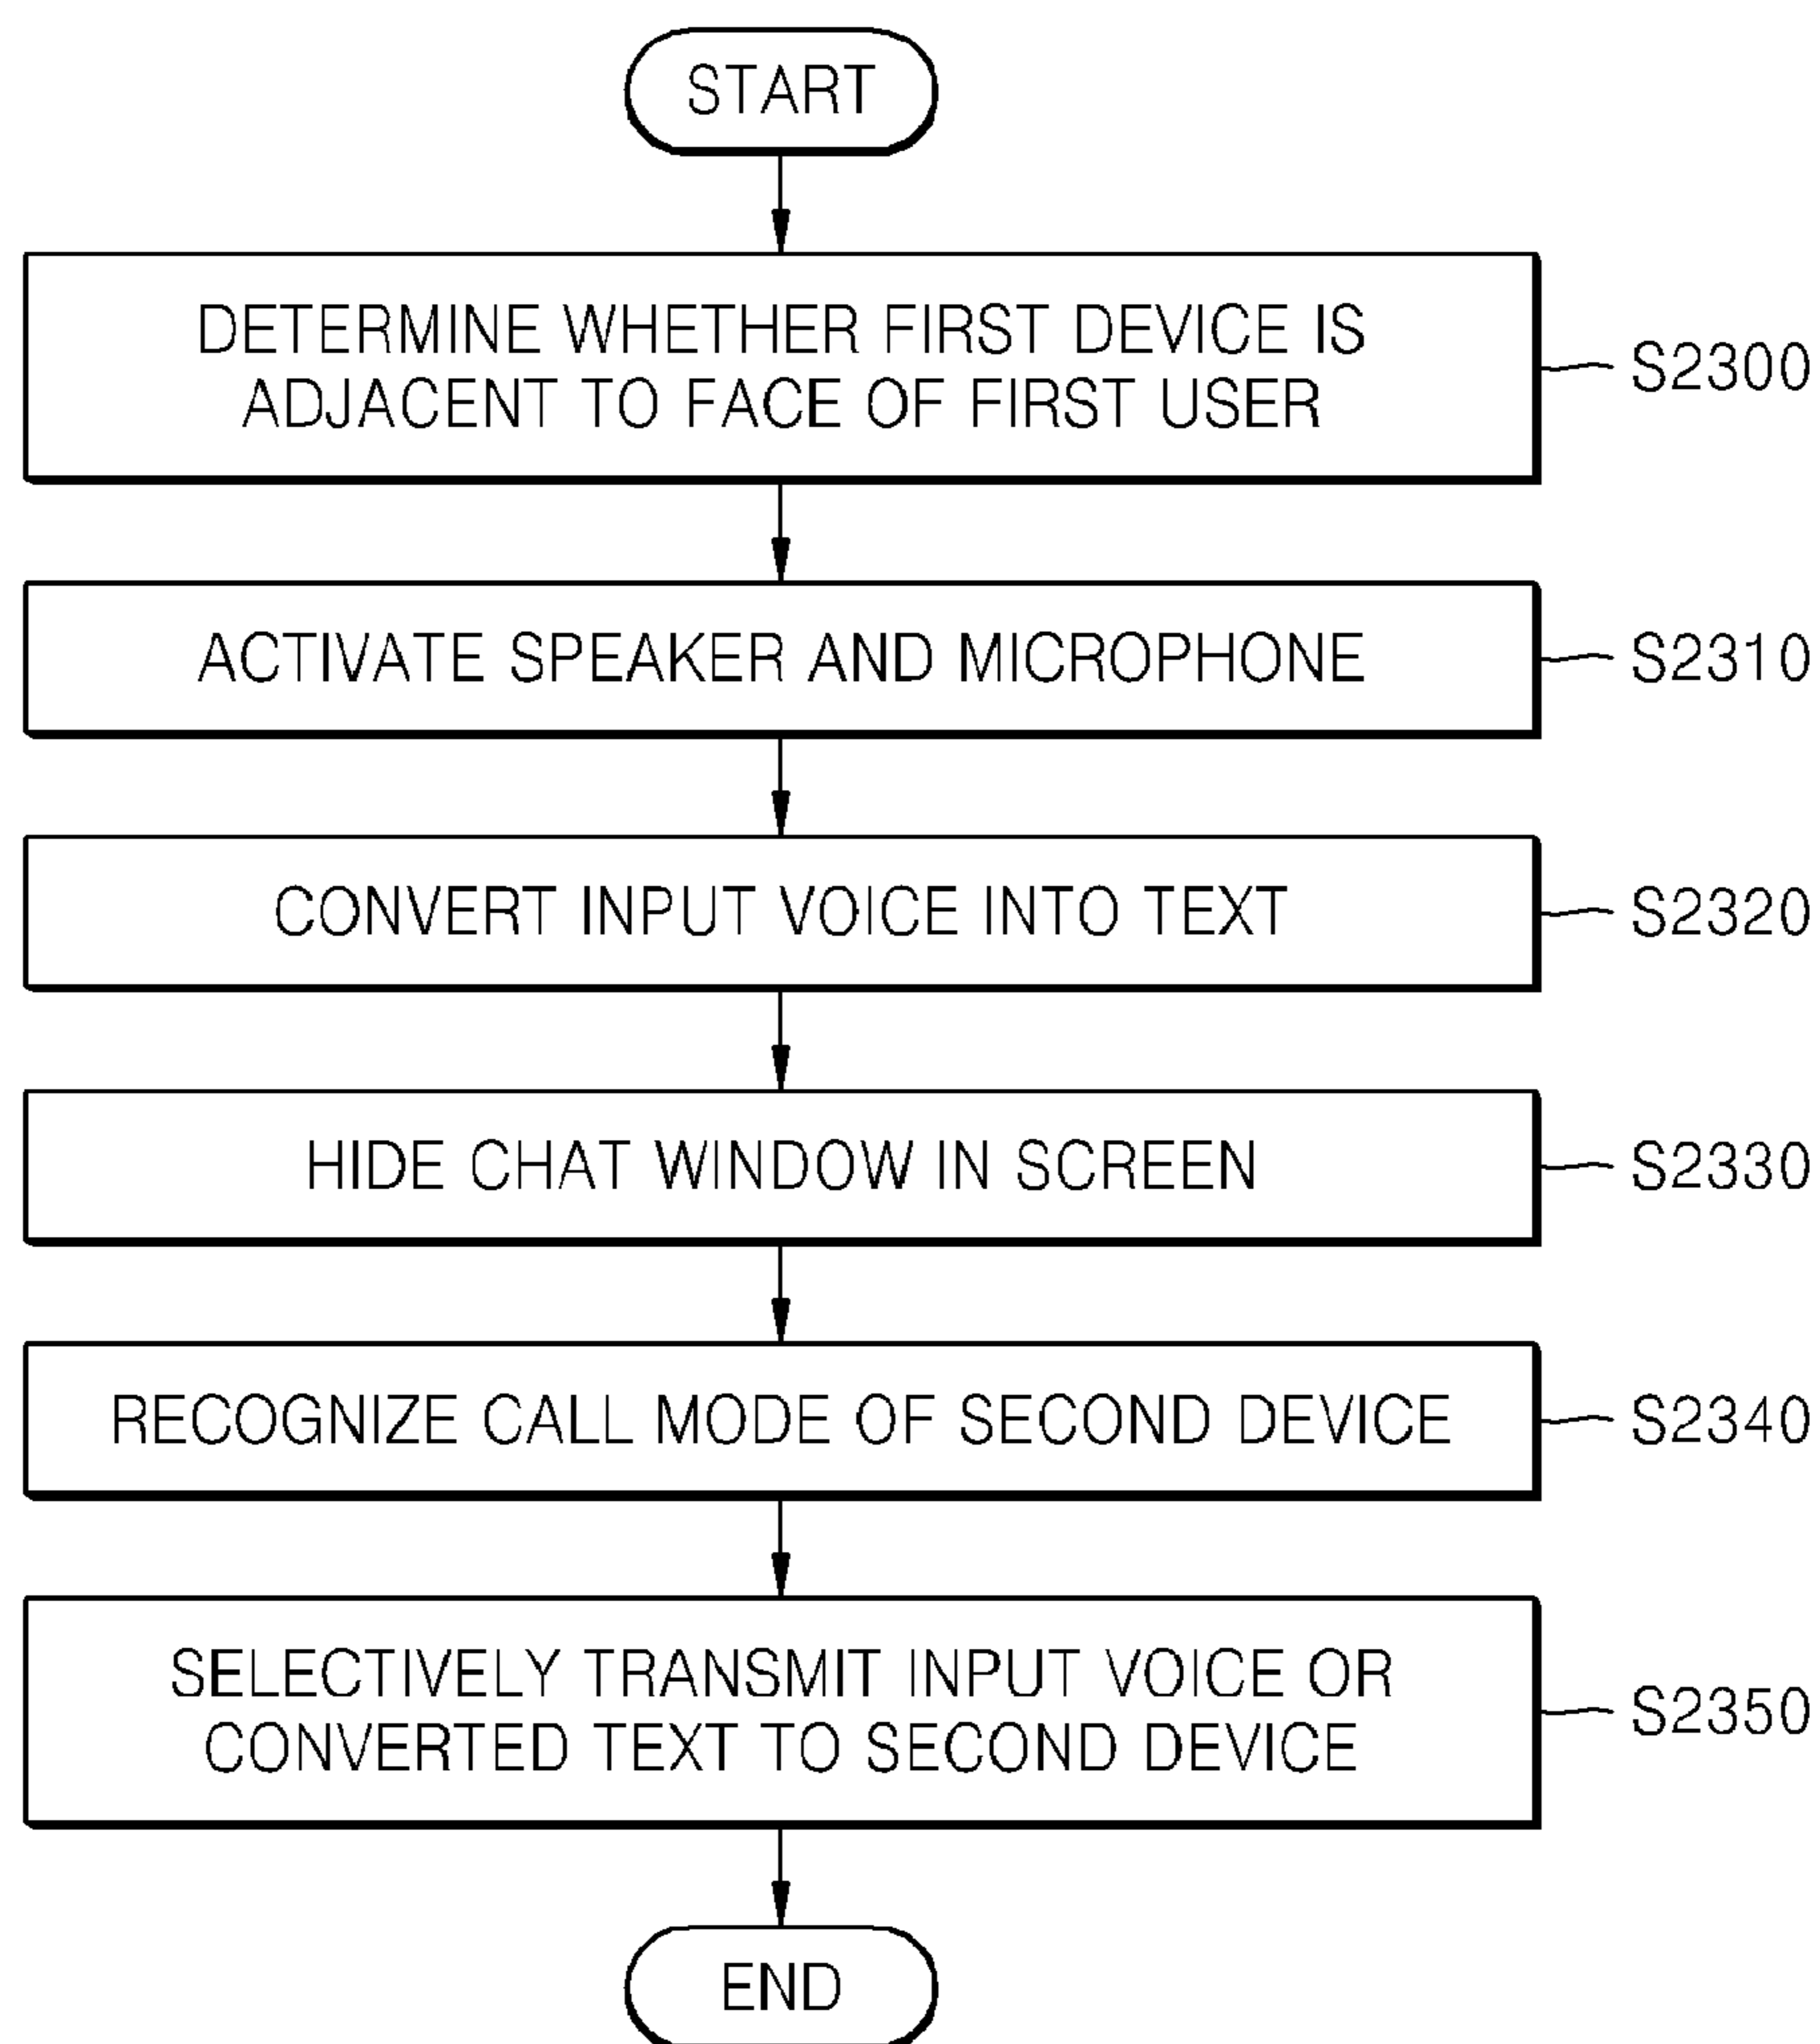 START
DETERMINE WHETHER FIRST DEVICE IS
ADJACENT TO FACE OF FIRST USER
S2300
ACTIVATE SPEAKER AND MICROPHONE
S2310
CONVERT INPUT VOICE INTO TEXT
S2320
HIDE CHAT WINDOW IN SCREEN
S2330
RECOGNIZE CALL MODE OF SECOND DEVICE
S2340
SELECTIVELY TRANSMIT INPUT VOICE OR
CONVERTED TEXT TO SECOND DEVICE
S2350
END